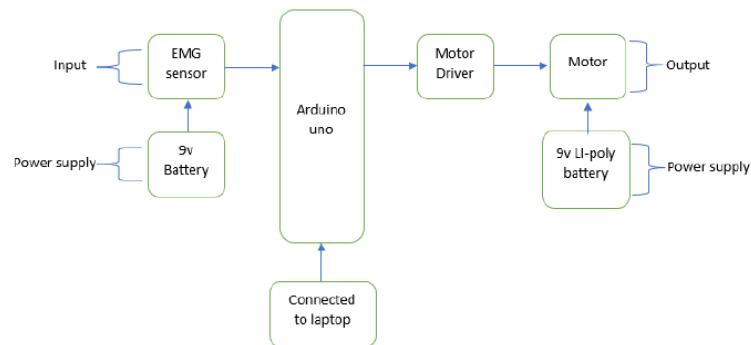 Input
EMG
sensor
Arduino
uno
Motor
Driver
Motor
Output
Power supply
9v
Battery
9v LI-poly
battery
Power supply
Connected
to laptop